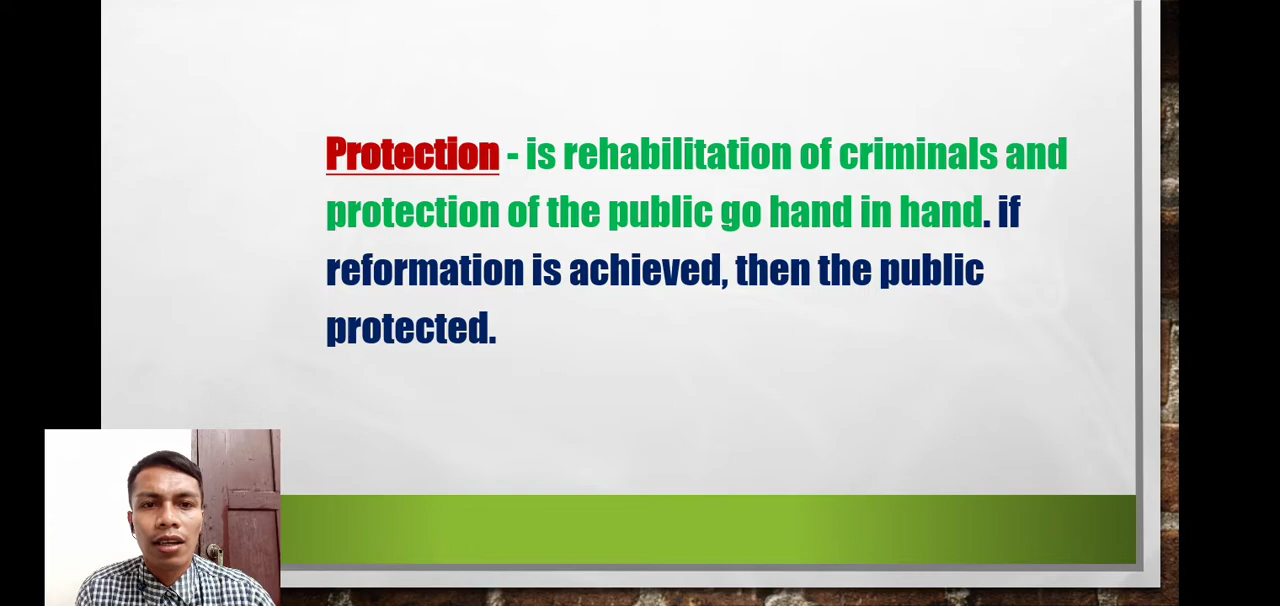 Protection - is rehabilitation of criminals and
protection of the public go hand in hand. if
reformation is achieved, then the public
protected.